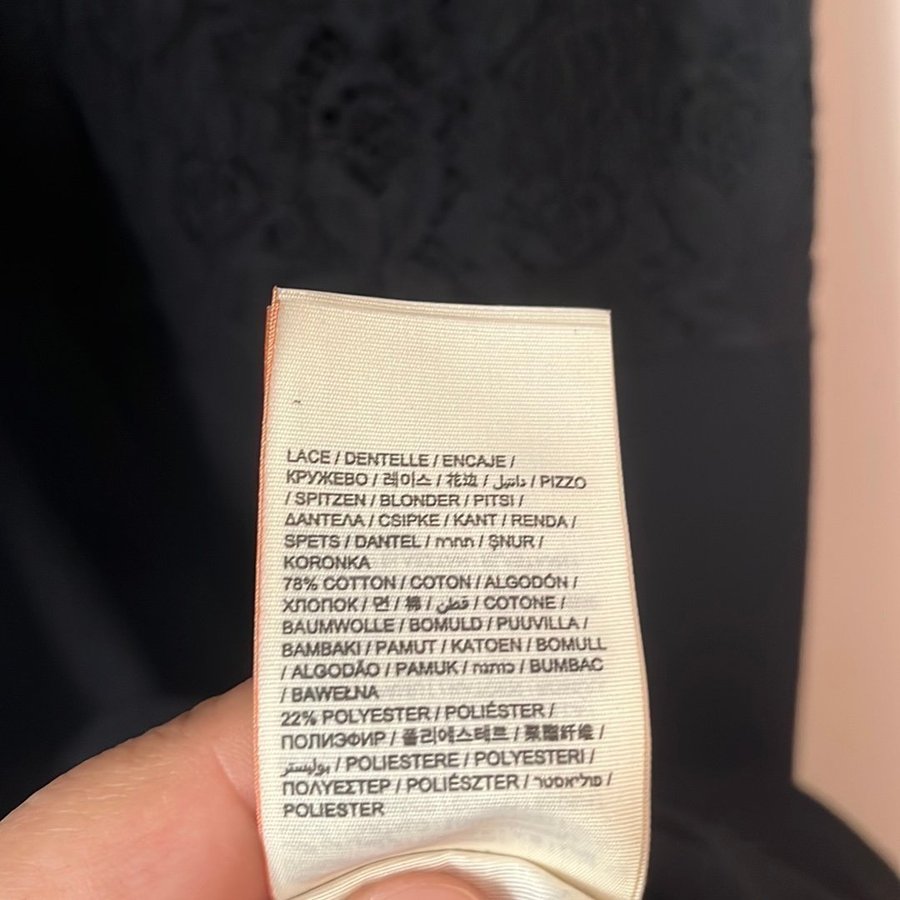 LACE / DENTELLE / ENCAJE /
КРУЖЕВО / 레이스 / 花边 / دانتيل / PIZZO
/ SPITZEN / BLONDER / PITSI /
ΔΑΝΤΕΛΑ / CSIPKE / KANT / RENDA /
SPETS / DANTEL / תחרה / ŞNUR /
KORONKA
78% COTTON / COTON / ALGODÓN /
ХЛОПОК / 면 / 棉 / قطن / COTONE /
BAUMWOLLE / BOMULD / PUUVILLA /
BAMBAKI / PAMUT / KATOEN / BOMULL
/ ALGODÃO / PAMUK / כותנה / BUMBAC
/ BAWEŁNA
22% POLYESTER / POLIÉSTER /
ПОЛИЭФИР / 폴리에스테르 / 聚酯纤维 /
بوليستر / POLIESTERE / POLYESTERI /
ΠΟΛΥΕΣΤΕΡ / POLIÉSZTER / פוליאסטר /
POLIESTER